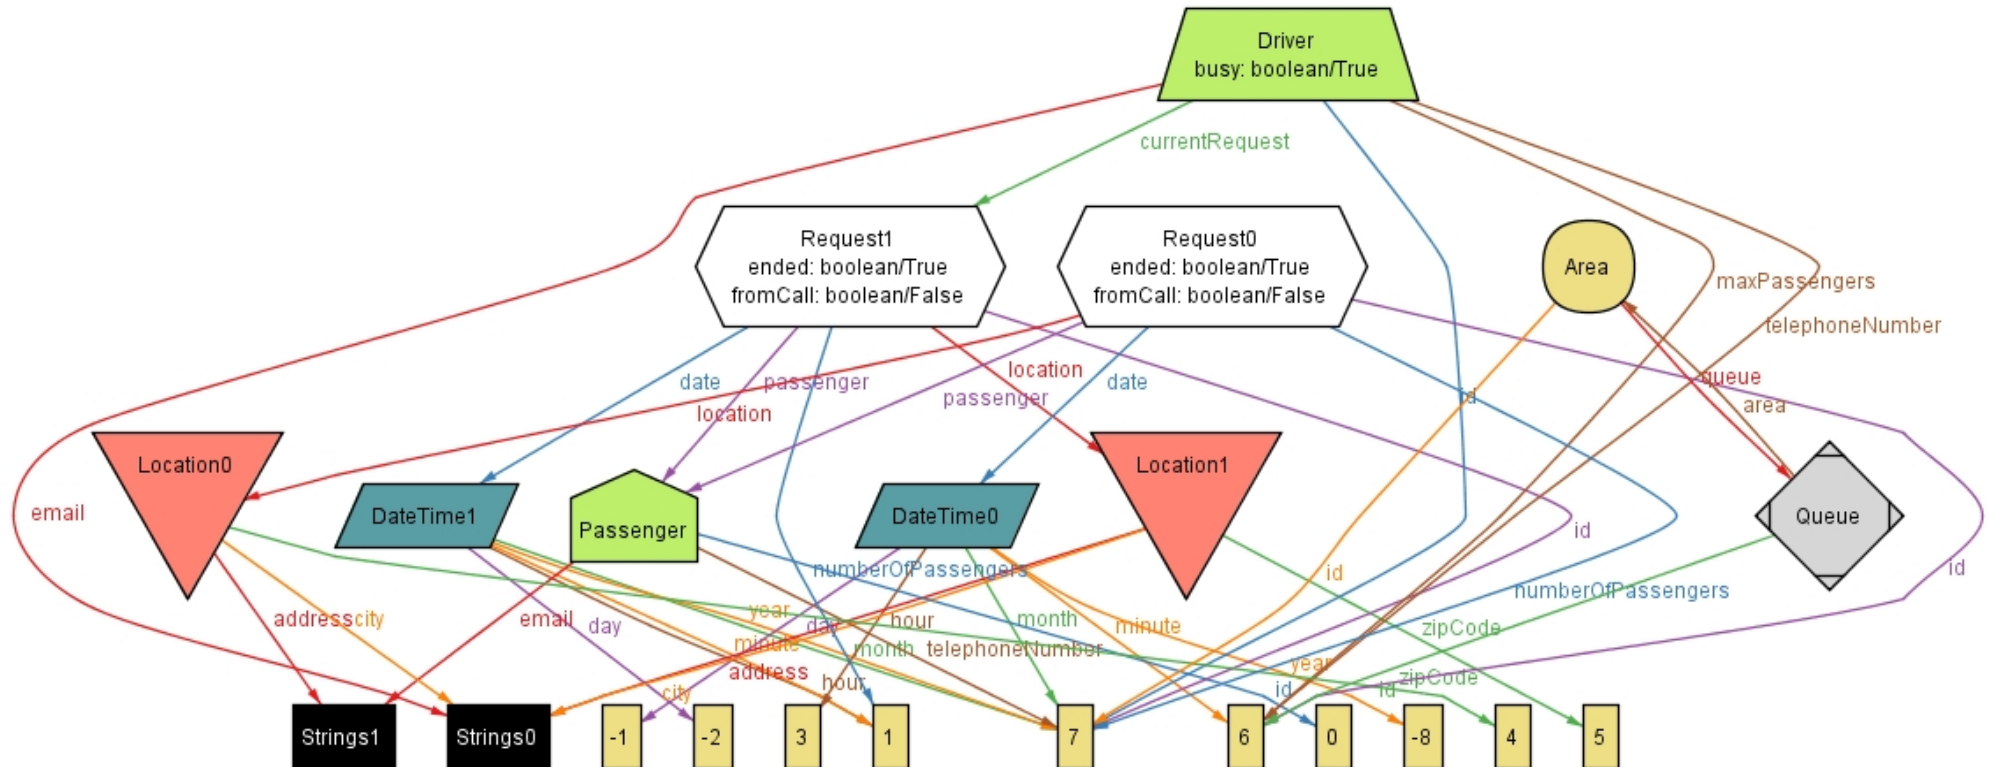 Driver
busy: boolean/True
currentRequest
Request1
ended: boolean/True
fromCall: boolean/False
Request0
ended: boolean/True
fromCall: boolean/False
Area
maxPassengers
telephoneNumber
location
date
passenger
date
queue
passenger
id
area
location
Location0
Location1
email
DateTime1
Passenger
DateTime0
Queue
id
numberOfPassengers
id
id
numberOfPassengers
year
address
city
email
day
day
hour
month
minute
zipCode
minute
month
telephoneNumber
year
address
hour
zipCode
city
id
id
Strings1
Strings0
-1
-2
3
1
7
6
0
-8
4
5